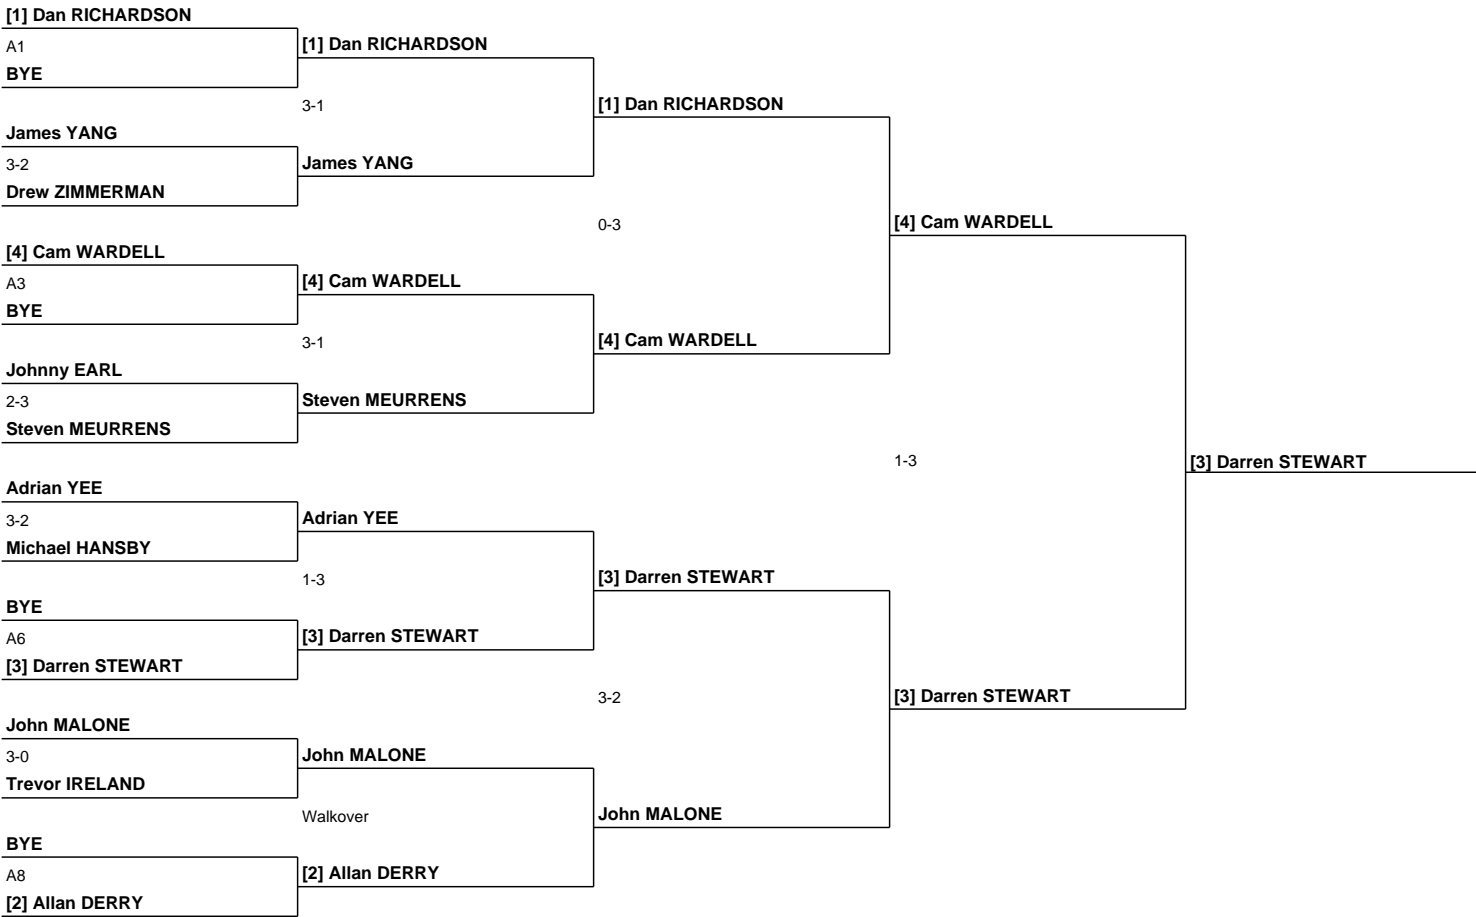 [1] Dan RICHARDSON
A1
BYE
James YANG
3-2
Drew ZIMMERMAN
[4] Cam WARDELL
A3
BYE
Johnny EARL
2-3
Steven MEURRENS
Adrian YEE
3-2
Michael HANSBY
BYE
A6
[3] Darren STEWART
John MALONE
3-0
Trevor IRELAND
BYE
A8
[2] Allan DERRY
[1] Dan RICHARDSON
3-1
James YANG
[4] Cam WARDELL
3-1
Steven MEURRENS
Adrian YEE
1-3
[3] Darren STEWART
John MALONE
Walkover
[2] Allan DERRY
[1] Dan RICHARDSON
0-3
[4] Cam WARDELL
[3] Darren STEWART
3-2
John MALONE
[4] Cam WARDELL
1-3
[3] Darren STEWART
[3] Darren STEWART